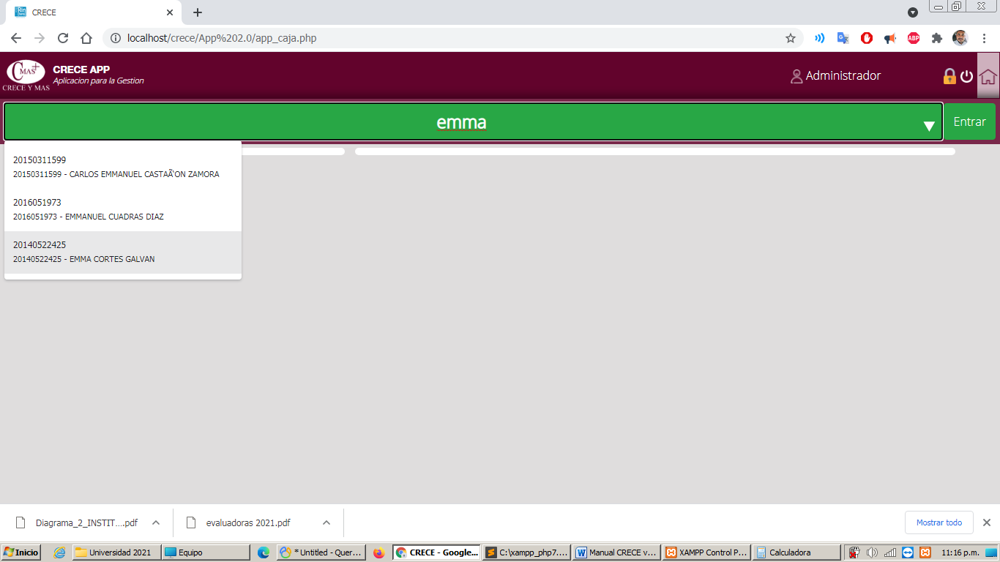 CRECE
localhost/crece/App%202.0/app_caja.php
ABP
C MAS+
CRECE Y MAS
CRECE APP
Aplicacion para la Gestion
Administrador
emma
Entrar
20150311599
20150311599 - CARLOS EMMANUEL CASTAÃ‘ON ZAMORA
2016051973
2016051973 - EMMANUEL CUADRAS DIAZ
20140522425
20140522425 - EMMA CORTES GALVAN
Diagrama_2_INSTIT....pdf
evaluadoras 2021.pdf
Mostrar todo
Inicio
Universidad 2021
Equipo
* Untitled - Quer...
CRECE - Google...
C:\xampp_php7....
Manual CRECE v...
XAMPP Control P...
Calculadora
11:16 p.m.